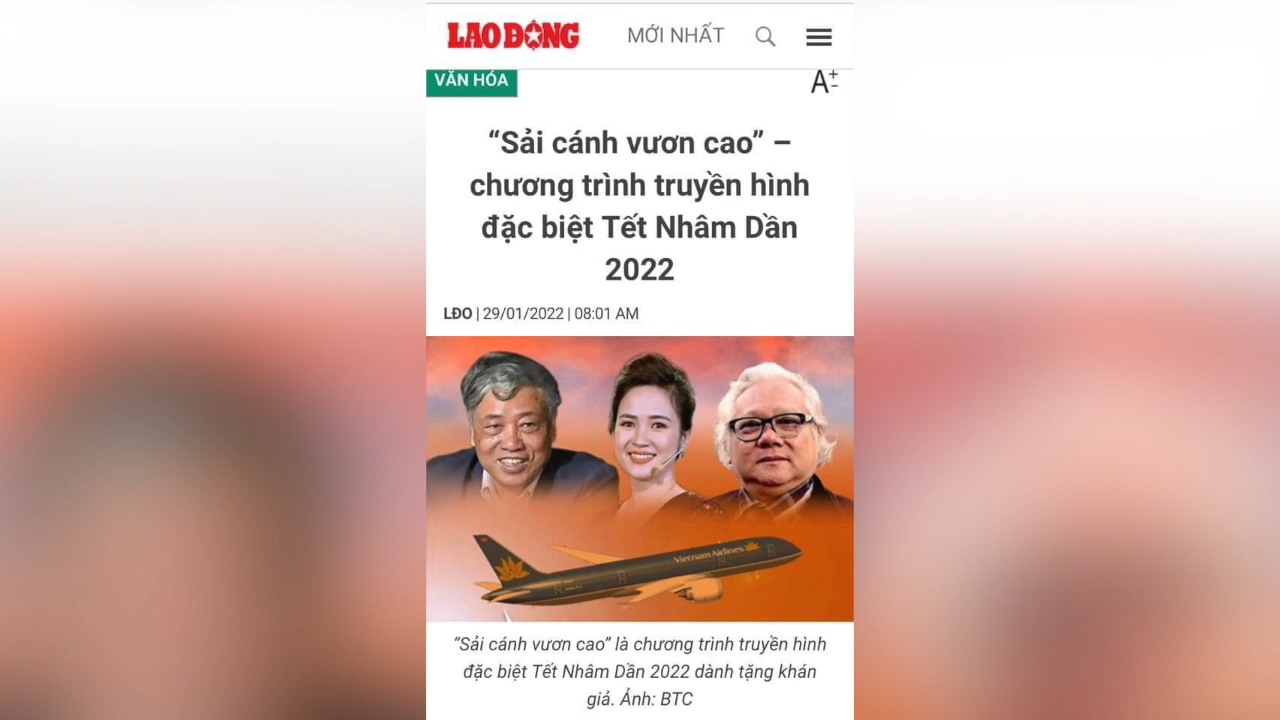 LAO ĐỘNG
MỚI NHẤT
VĂN HÓA
A+-
“Sải cánh vươn cao” –
chương trình truyền hình
đặc biệt Tết Nhâm Dần
2022
LĐO | 29/01/2022 | 08:01 AM
Vietnam Airlines
“Sải cánh vươn cao” là chương trình truyền hình
đặc biệt Tết Nhâm Dần 2022 dành tặng khán
giả. Ảnh: BTC